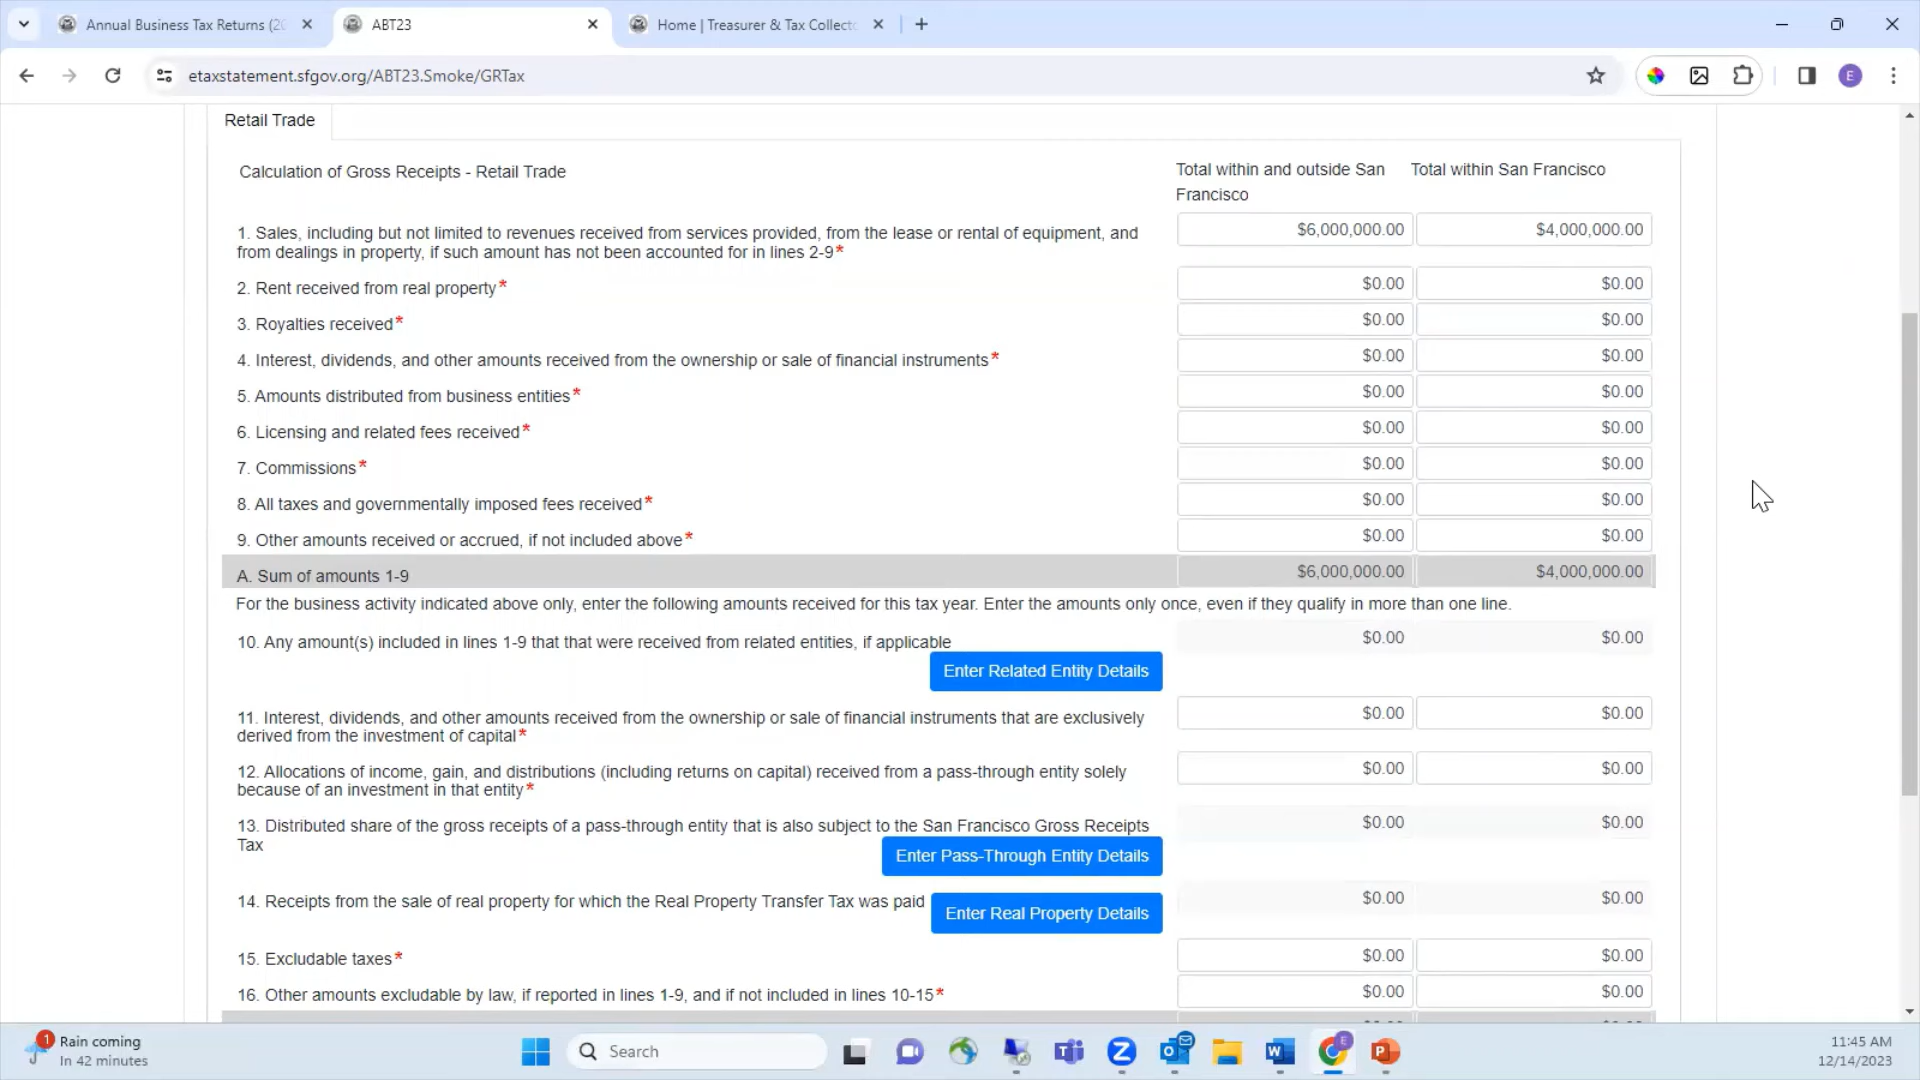 Annual Business Tax Returns (20
ABT23
Home | Treasurer & Tax Collecto
etaxstatement.sfgov.org/ABT23.Smoke/GRTax
E
Retail Trade
Calculation of Gross Receipts - Retail Trade
Total within and outside San
Francisco
Total within San Francisco
1. Sales, including but not limited to revenues received from services provided, from the lease or rental of equipment, and
from dealings in property, if such amount has not been accounted for in lines 2-9*
$6,000,000.00 $4,000,000.00
2. Rent received from real property* $0.00 $0.00
3. Royalties received* $0.00 $0.00
4. Interest, dividends, and other amounts received from the ownership or sale of financial instruments* $0.00 $0.00
5. Amounts distributed from business entities* $0.00 $0.00
6. Licensing and related fees received* $0.00 $0.00
7. Commissions* $0.00 $0.00
8. All taxes and governmentally imposed fees received* $0.00 $0.00
9. Other amounts received or accrued, if not included above* $0.00 $0.00
A. Sum of amounts 1-9 $6,000,000.00 $4,000,000.00
For the business activity indicated above only, enter the following amounts received for this tax year. Enter the amounts only once, even if they qualify in more than one line.
10. Any amount(s) included in lines 1-9 that that were received from related entities, if applicable $0.00 $0.00
Enter Related Entity Details
11. Interest, dividends, and other amounts received from the ownership or sale of financial instruments that are exclusively
derived from the investment of capital*
$0.00 $0.00
12. Allocations of income, gain, and distributions (including returns on capital) received from a pass-through entity solely
because of an investment in that entity*
$0.00 $0.00
13. Distributed share of the gross receipts of a pass-through entity that is also subject to the San Francisco Gross Receipts
Tax
$0.00 $0.00
Enter Pass-Through Entity Details
14. Receipts from the sale of real property for which the Real Property Transfer Tax was paid $0.00 $0.00
Enter Real Property Details
15. Excludable taxes* $0.00 $0.00
16. Other amounts excludable by law, if reported in lines 1-9, and if not included in lines 10-15* $0.00 $0.00
1
Rain coming
In 42 minutes
Search
11:45 AM
12/14/2023